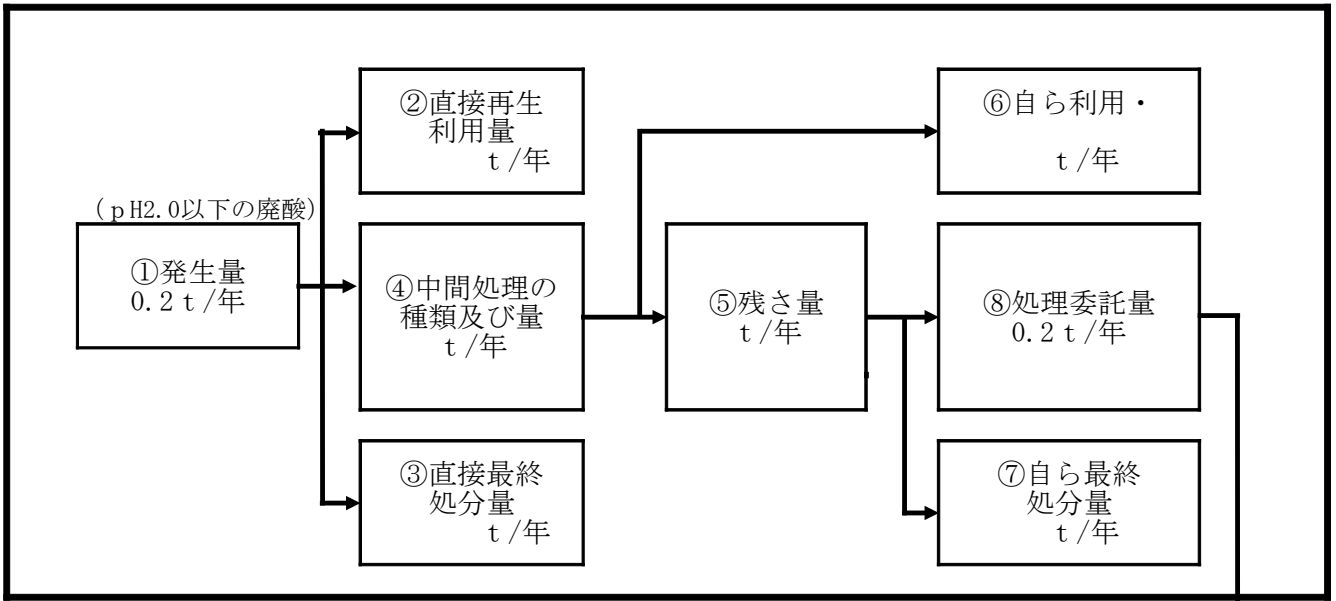 (pH2.0以下の廃酸)
①発生量
0.2t/年
②直接再生
利用量
t/年
④中間処理の
種類及び量
t/年
③直接最終
処分量
t/年
⑤残さ量
t/年
⑥自ら利用・
t/年
⑧処理委託量
0.2t/年
⑦自ら最終
処分量
t/年